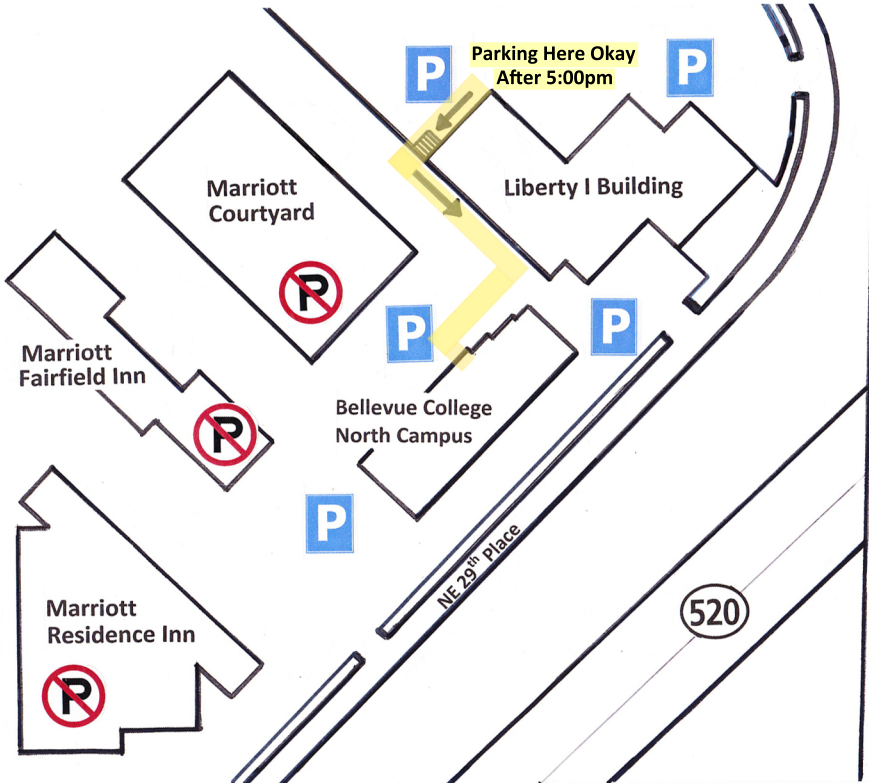 Parking Here Okay
After 5:00pm
P
P
Liberty I Building
Marriott
Courtyard
P
P
P
Marriott
Fairfield Inn
P
Bellevue College
North Campus
P
NE 29th Place
520
Marriott
Residence Inn
P